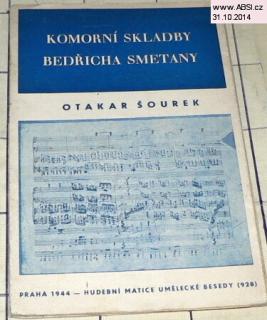 www.ABSI.cz
31.10.2014
KOMORNÍ SKLADBY
BEDŘICHA SMETANY
OTAKAR ŠOUREK
PRAHA 1944 — HUDEBNÍ MATICE UMĚLECKÉ BESEDY (928)